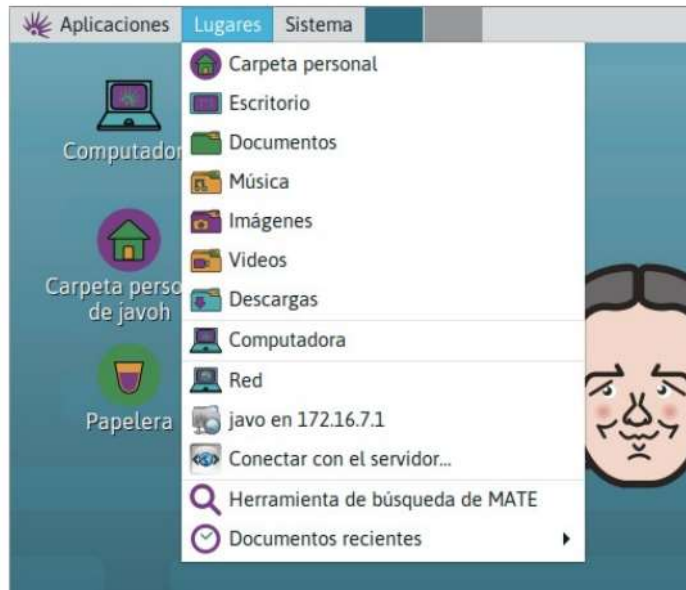 Aplicaciones Lugares Sistema
Carpeta personal
Escritorio
Documentos
Música
Imágenes
Videos
Descargas
Computadora
Red
javo en 172.16.7.1
Conectar con el servidor...
Herramienta de búsqueda de MATE
Documentos recientes
Computador
Carpeta perso
de javoh
Papelera